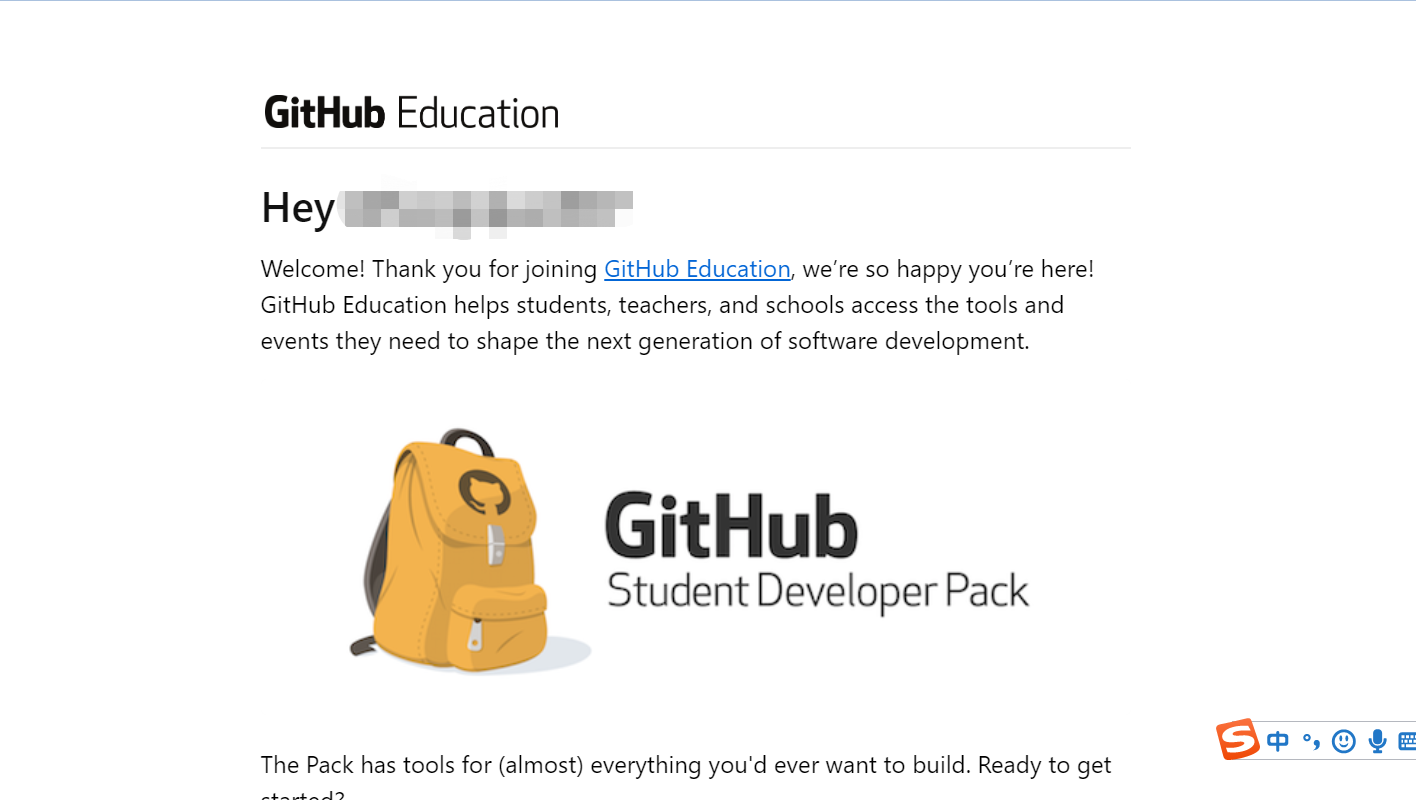 GitHub Education
Hey
Welcome! Thank you for joining GitHub Education, we’re so happy you’re here!
GitHub Education helps students, teachers, and schools access the tools and
events they need to shape the next generation of software development.
GitHub
Student Developer Pack
The Pack has tools for (almost) everything you'd ever want to build. Ready to get
started?
S 中 °,